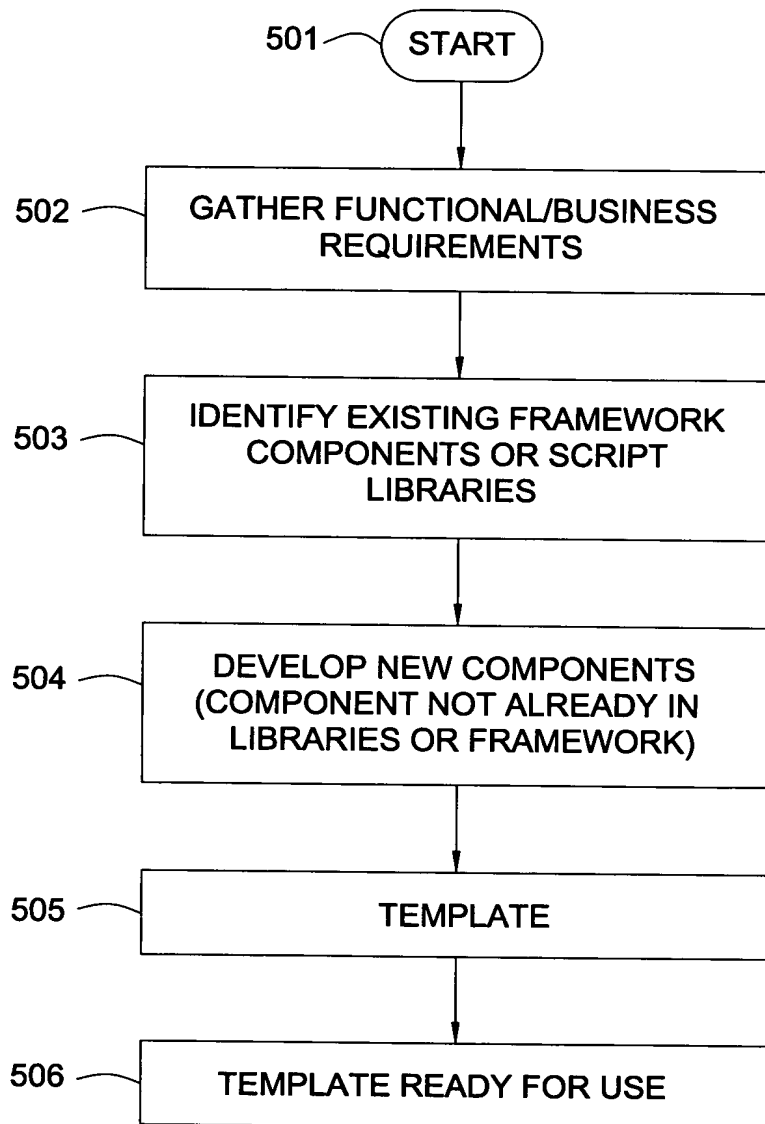 501
START
502
GATHER FUNCTIONAL/BUSINESS
REQUIREMENTS
503
IDENTIFY EXISTING FRAMEWORK
COMPONENTS OR SCRIPT
LIBRARIES
504
DEVELOP NEW COMPONENTS
(COMPONENT NOT ALREADY IN
LIBRARIES OR FRAMEWORK)
505
TEMPLATE
506
TEMPLATE READY FOR USE